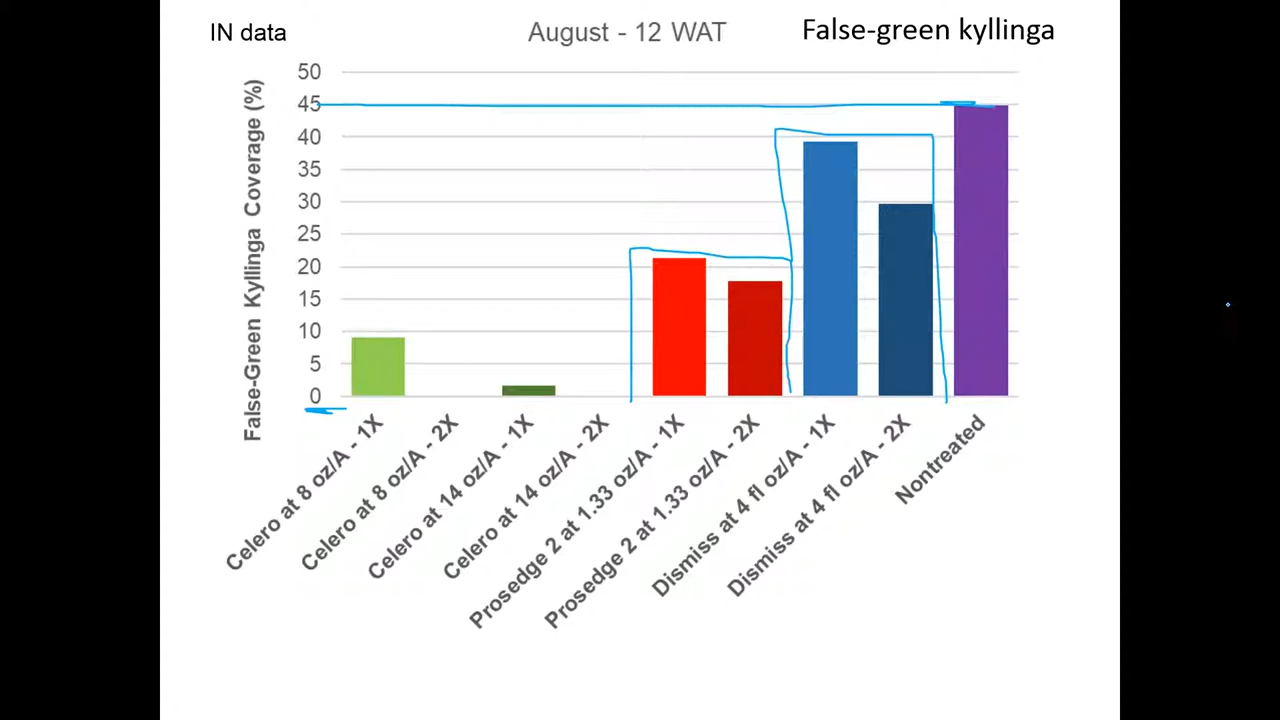 IN data
August - 12 WAT
False-green kyllinga
False-Green Kyllinga Coverage (%)
50
45
40
35
30
25
20
15
10
5
0
Celero at 8 oz/A - 1X
Celero at 8 oz/A - 2X
Celero at 14 oz/A - 1X
Celero at 14 oz/A - 2X
Prosedge 2 at 1.33 oz/A - 1X
Prosedge 2 at 1.33 oz/A - 2X
Dismiss at 4 fl oz/A - 1X
Dismiss at 4 fl oz/A - 2X
Nontreated